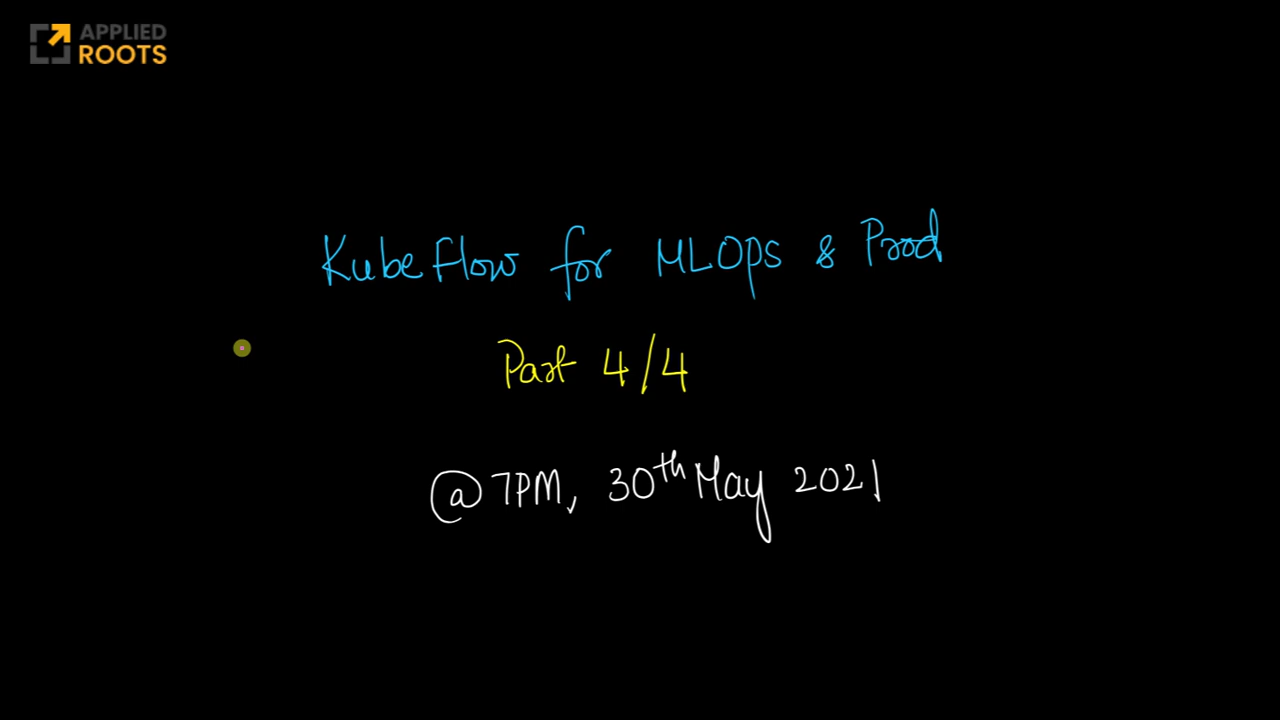 APPLIED
ROOTS
KubeFlow for MLOps & Prod
Part 4/4
@7PM, 30th May 2021